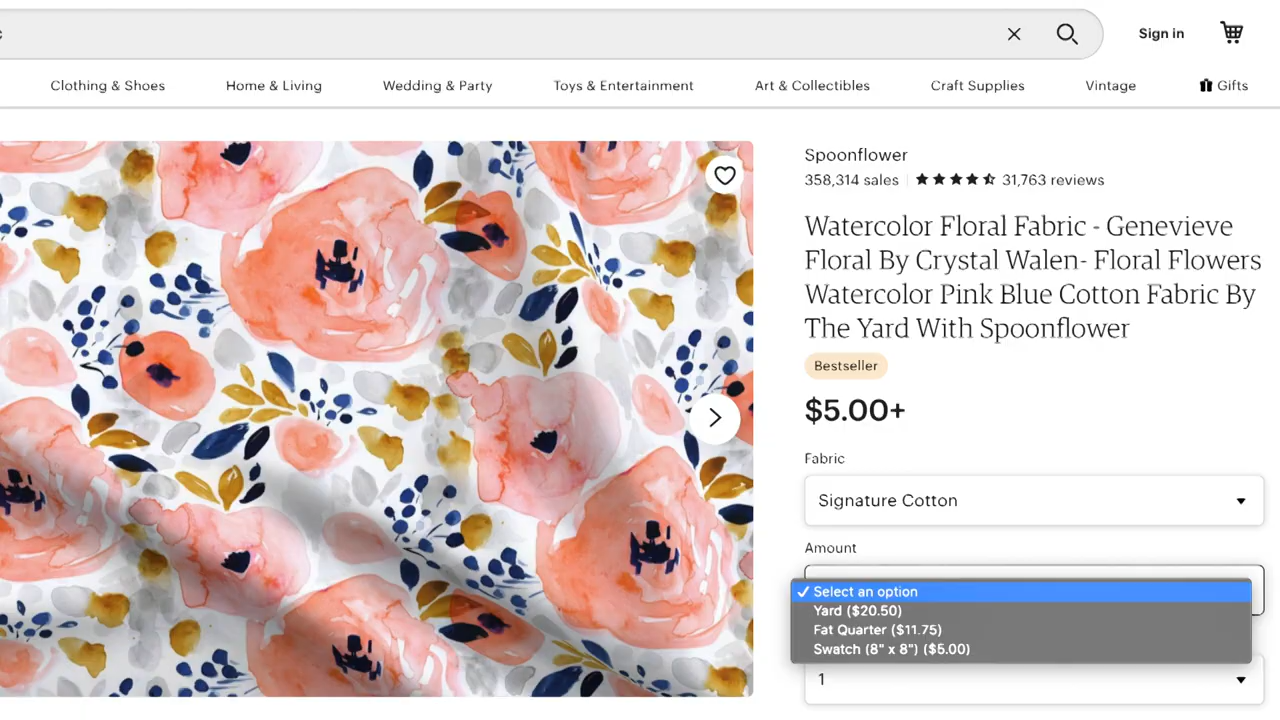 Sign in
Clothing & Shoes
Home & Living
Wedding & Party
Toys & Entertainment
Art & Collectibles
Craft Supplies
Vintage
Gifts
Spoonflower
358,314 sales
31,763 reviews
Watercolor Floral Fabric - Genevieve
Floral By Crystal Walen- Floral Flowers
Watercolor Pink Blue Cotton Fabric By
The Yard With Spoonflower
Bestseller
$5.00+
Fabric
Signature Cotton
Amount
✓ Select an option
Yard ($20.50)
Fat Quarter ($11.75)
Swatch (8" x 8") ($5.00)
1